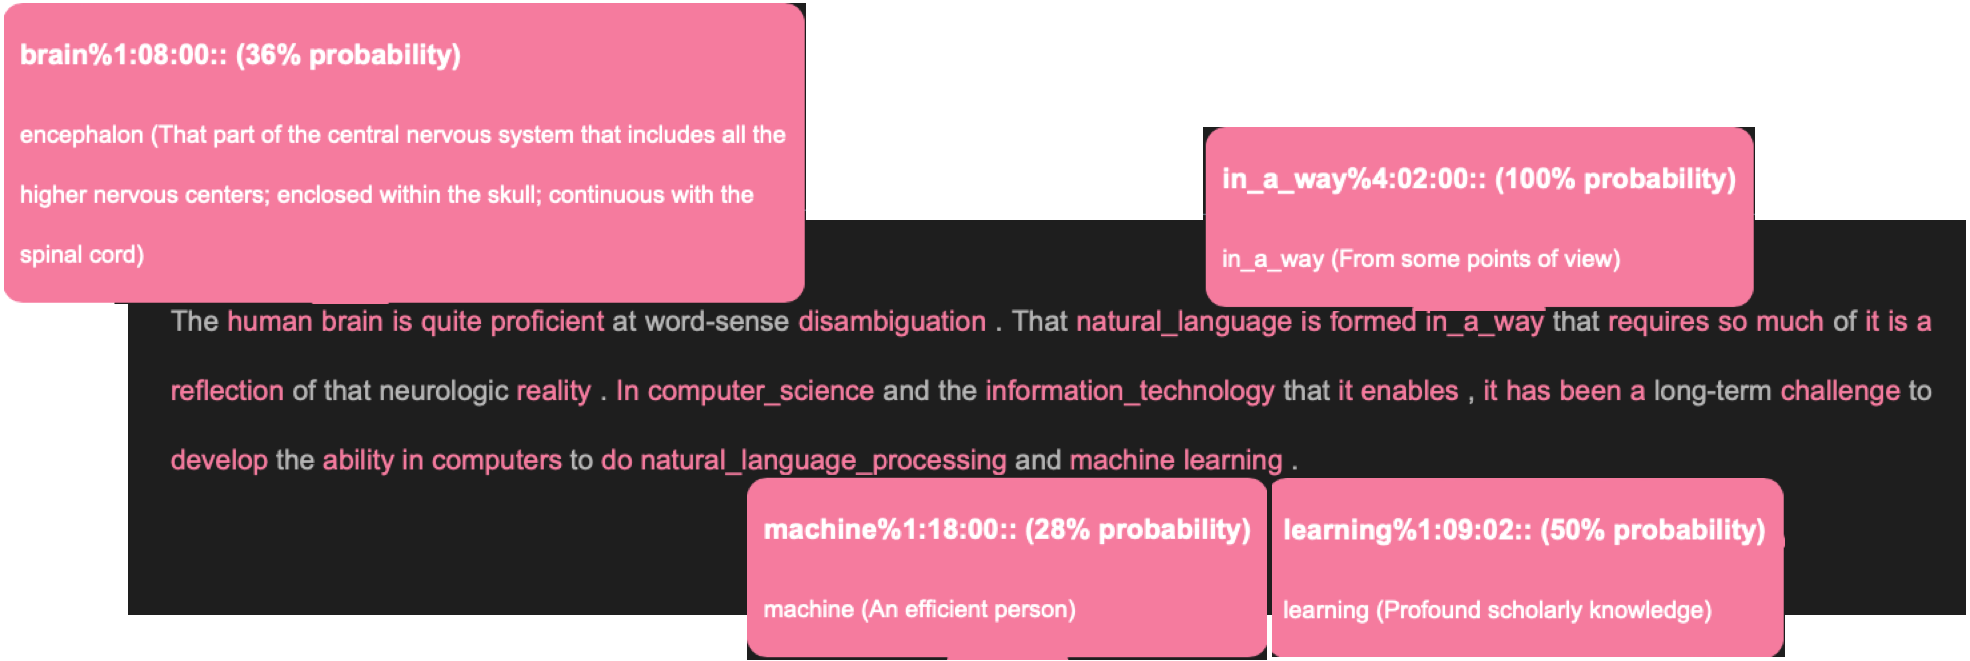 brain%1:08:00:: (36% probability)
encephalon (That part of the central nervous system that includes all the
higher nervous centers; enclosed within the skull; continuous with the
spinal cord)
in_a_way%4:02:00:: (100% probability)
in_a_way (From some points of view)
The human brain is quite proficient at word-sense disambiguation . That natural_language is formed in_a_way that requires so much of it is a
reflection of that neurologic reality . In computer_science and the information_technology that it enables , it has been a long-term challenge to
develop the ability in computers to do natural_language_processing and machine learning .
machine%1:18:00:: (28% probability)
machine (An efficient person)
learning%1:09:02:: (50% probability)
learning (Profound scholarly knowledge)